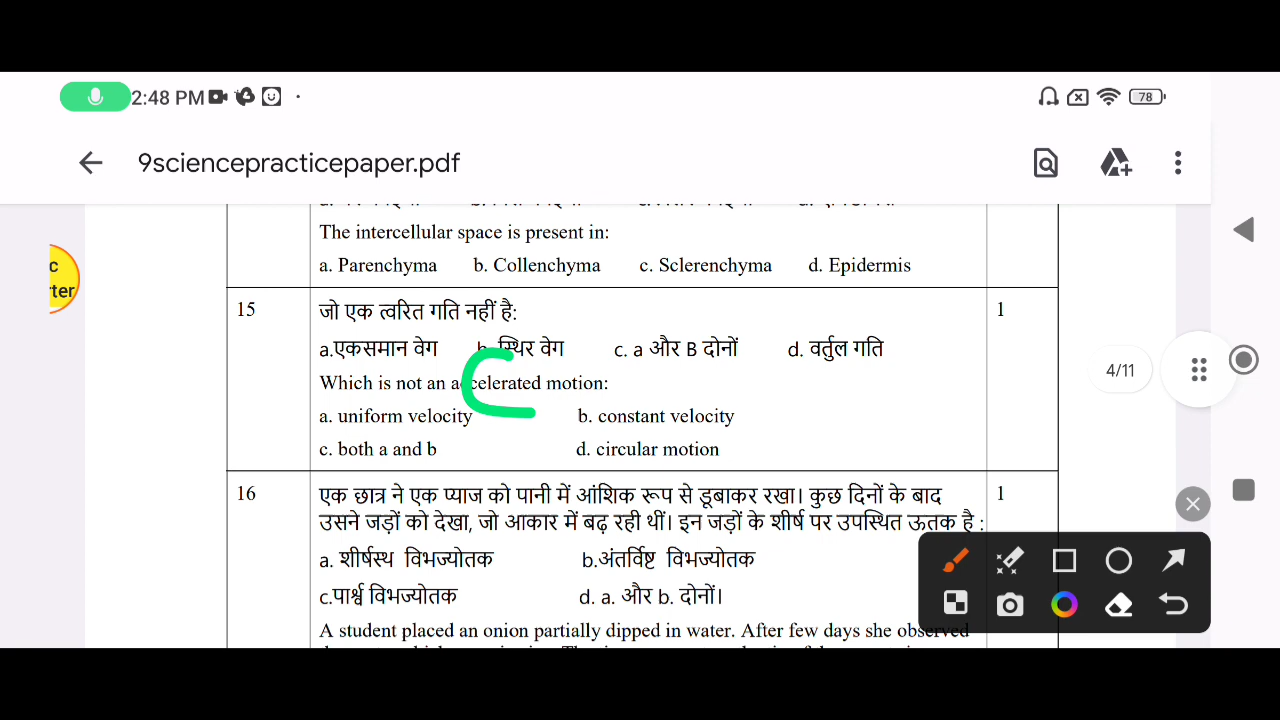 2:48 PM
78
9sciencepracticepaper.pdf
The intercellular space is present in:
a. Parenchyma b. Collenchyma c. Sclerenchyma d. Epidermis
15 जो एक त्वरित गति नहीं है: 1
a.एकसमान वेग b. स्थिर वेग c. a और B दोनों d. वर्तुल गति
Which is not an accelerated motion:
a. uniform velocity b. constant velocity
c. both a and b d. circular motion
4/11
16 एक छात्र ने एक प्याज को पानी में आंशिक रूप से डूबाकर रखा। कुछ दिनों के बाद 1
उसने जड़ों को देखा, जो आकार में बढ़ रही थीं। इन जड़ों के शीर्ष पर उपस्थित ऊतक है :
a. शीर्षस्थ विभज्योतक b.अंतर्विष्ट विभज्योतक
c.पार्श्व विभज्योतक d. a. और b. दोनों।
A student placed an onion partially dipped in water. After few days she observed